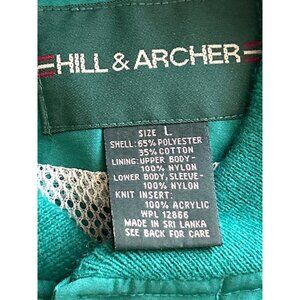 HILL & ARCHER
SIZE L
SHELL: 65% POLYESTER
35% COTTON
LINING: UPPER BODY-
100% NYLON
LOWER BODY, SLEEVE-
100% NYLON
KNIT INSERT:
100% ACRYLIC
WPL 12866
MADE IN SRI LANKA
SEE BACK FOR CARE